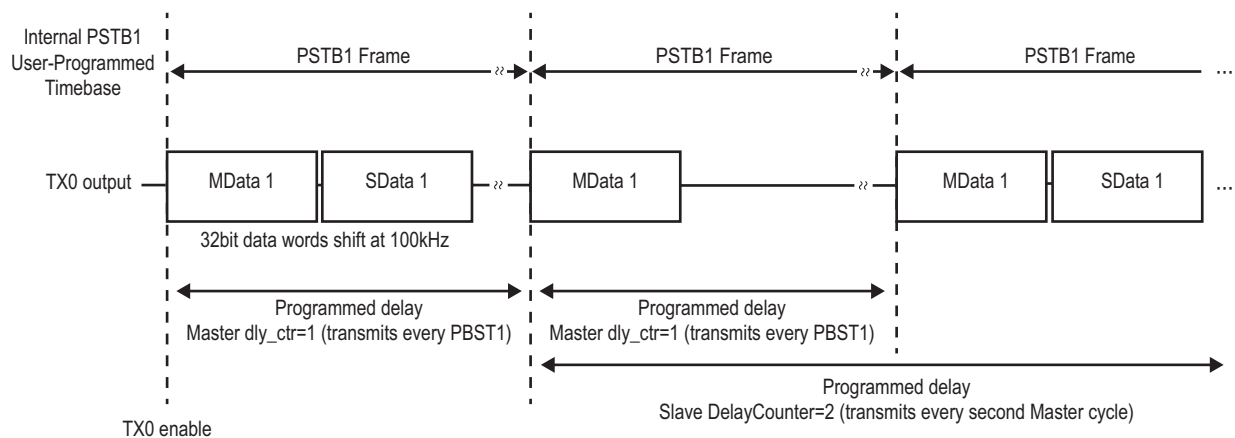 Internal PSTB1
User-Programmed
Timebase
PSTB1 Frame
PSTB1 Frame
PSTB1 Frame
...
TX0 output
MData 1
SData 1
MData 1
MData 1
SData 1
...
32bit data words shift at 100kHz
Programmed delay
Master dly_ctr=1 (transmits every PBST1)
Programmed delay
Master dly_ctr=1 (transmits every PBST1)
Programmed delay
Slave DelayCounter=2 (transmits every second Master cycle)
TX0 enable